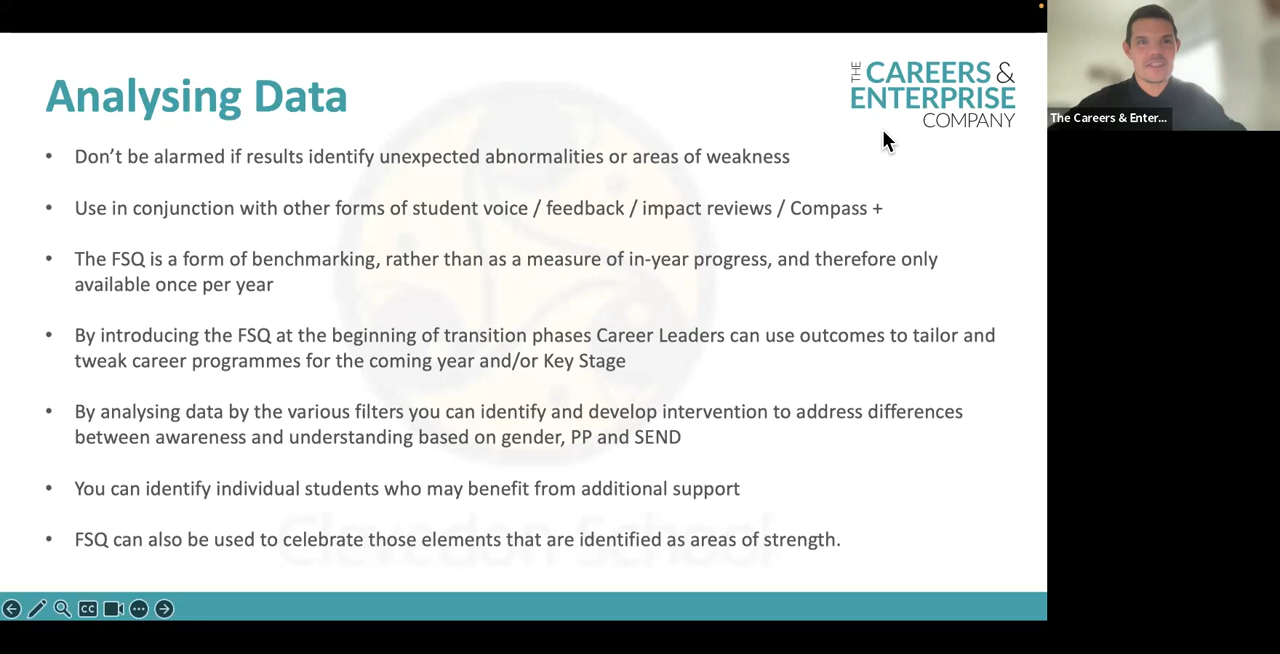 Analysing Data
THE
CAREERS &
ENTERPRISE
COMPANY
The Careers & Enter...
• Don’t be alarmed if results identify unexpected abnormalities or areas of weakness
• Use in conjunction with other forms of student voice / feedback / impact reviews / Compass +
• The FSQ is a form of benchmarking, rather than as a measure of in-year progress, and therefore only
available once per year
• By introducing the FSQ at the beginning of transition phases Career Leaders can use outcomes to tailor and
tweak career programmes for the coming year and/or Key Stage
• By analysing data by the various filters you can identify and develop intervention to address differences
between awareness and understanding based on gender, PP and SEND
• You can identify individual students who may benefit from additional support
Clevedon School
• FSQ can also be used to celebrate those elements that are identified as areas of strength.
CC